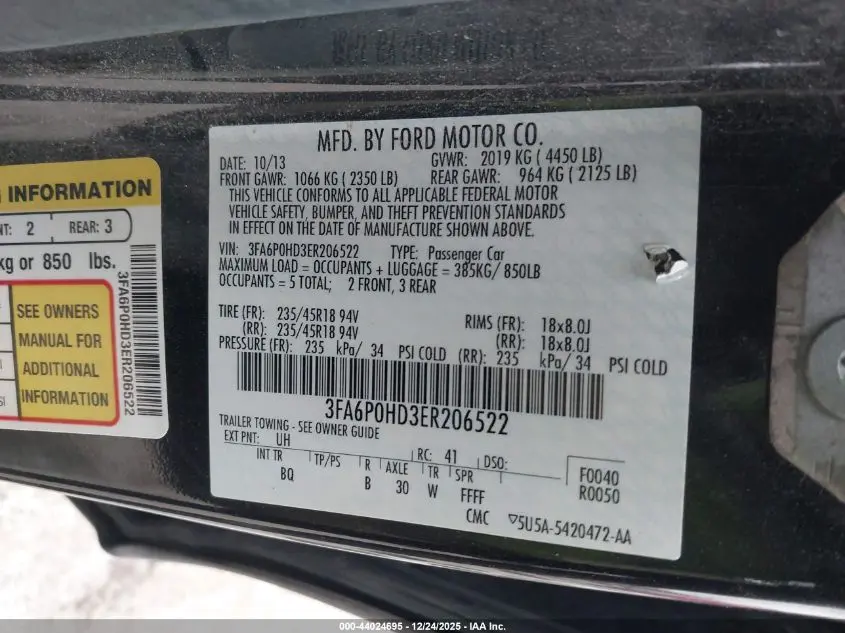 MFD. BY FORD MOTOR CO.
DATE: 10/13 GVWR: 2019 KG ( 4450 LB)
FRONT GAWR: 1066 KG ( 2350 LB) REAR GAWR: 964 KG ( 2125 LB)
THIS VEHICLE CONFORMS TO ALL APPLICABLE FEDERAL MOTOR
VEHICLE SAFETY, BUMPER, AND THEFT PREVENTION STANDARDS
IN EFFECT ON THE DATE OF MANUFACTURE SHOWN ABOVE.
VIN: 3FA6P0HD3ER206522 TYPE: Passenger Car
MAXIMUM LOAD = OCCUPANTS + LUGGAGE = 385KG/ 850LB
OCCUPANTS = 5 TOTAL; 2 FRONT, 3 REAR
TIRE (FR): 235/45R18 94V RIMS (FR): 18x8.0J
(RR): 235/45R18 94V (RR): 18x8.0J
PRESSURE (FR): 235 kPa/ 34 PSI COLD (RR): 235 kPa/ 34 PSI COLD
3FA6P0HD3ER206522
TRAILER TOWING - SEE OWNER GUIDE
EXT PNT: UH RC: 41 DSO:
INT TR TP/PS R AXLE TR SPR
BQ B 30 W FFFF
F0040
R0050
CMC ▽5U5A-5420472-AA
INFORMATION
2 REAR: 3
kg or 850 lbs.
SEE OWNERS
MANUAL FOR
ADDITIONAL
INFORMATION
3FA6P0HD3ER206522
000-44024695 - 12/24/2025 - IAA Inc.